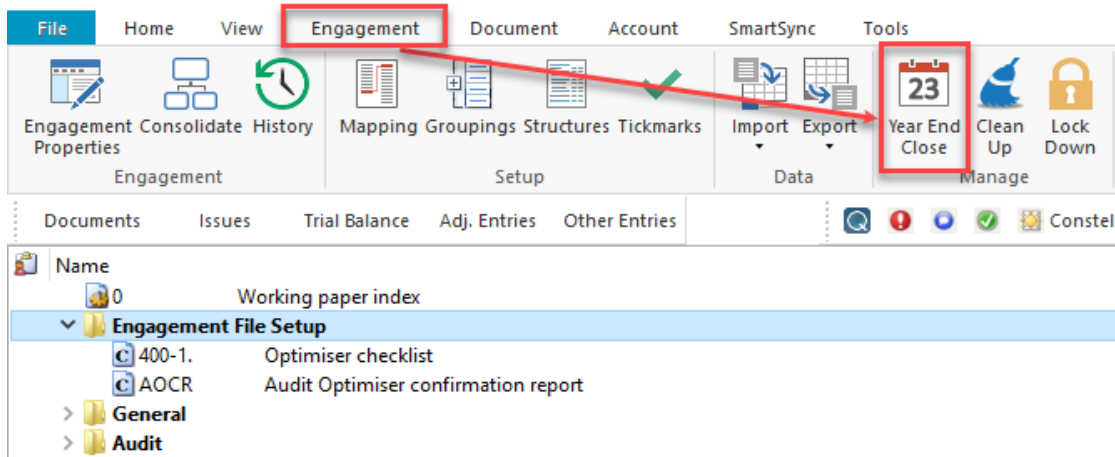 File Home View Engagement Document Account SmartSync Tools
23
Engagement Properties Consolidate History Mapping Groupings Structures Tickmarks Import Export Year End Close Clean Up Lock Down
Engagement Setup Data Manage
Documents Issues Trial Balance Adj. Entries Other Entries Constel
Name
0 Working paper index
Engagement File Setup
400-1. Optimiser checklist
AOCR Audit Optimiser confirmation report
General
Audit